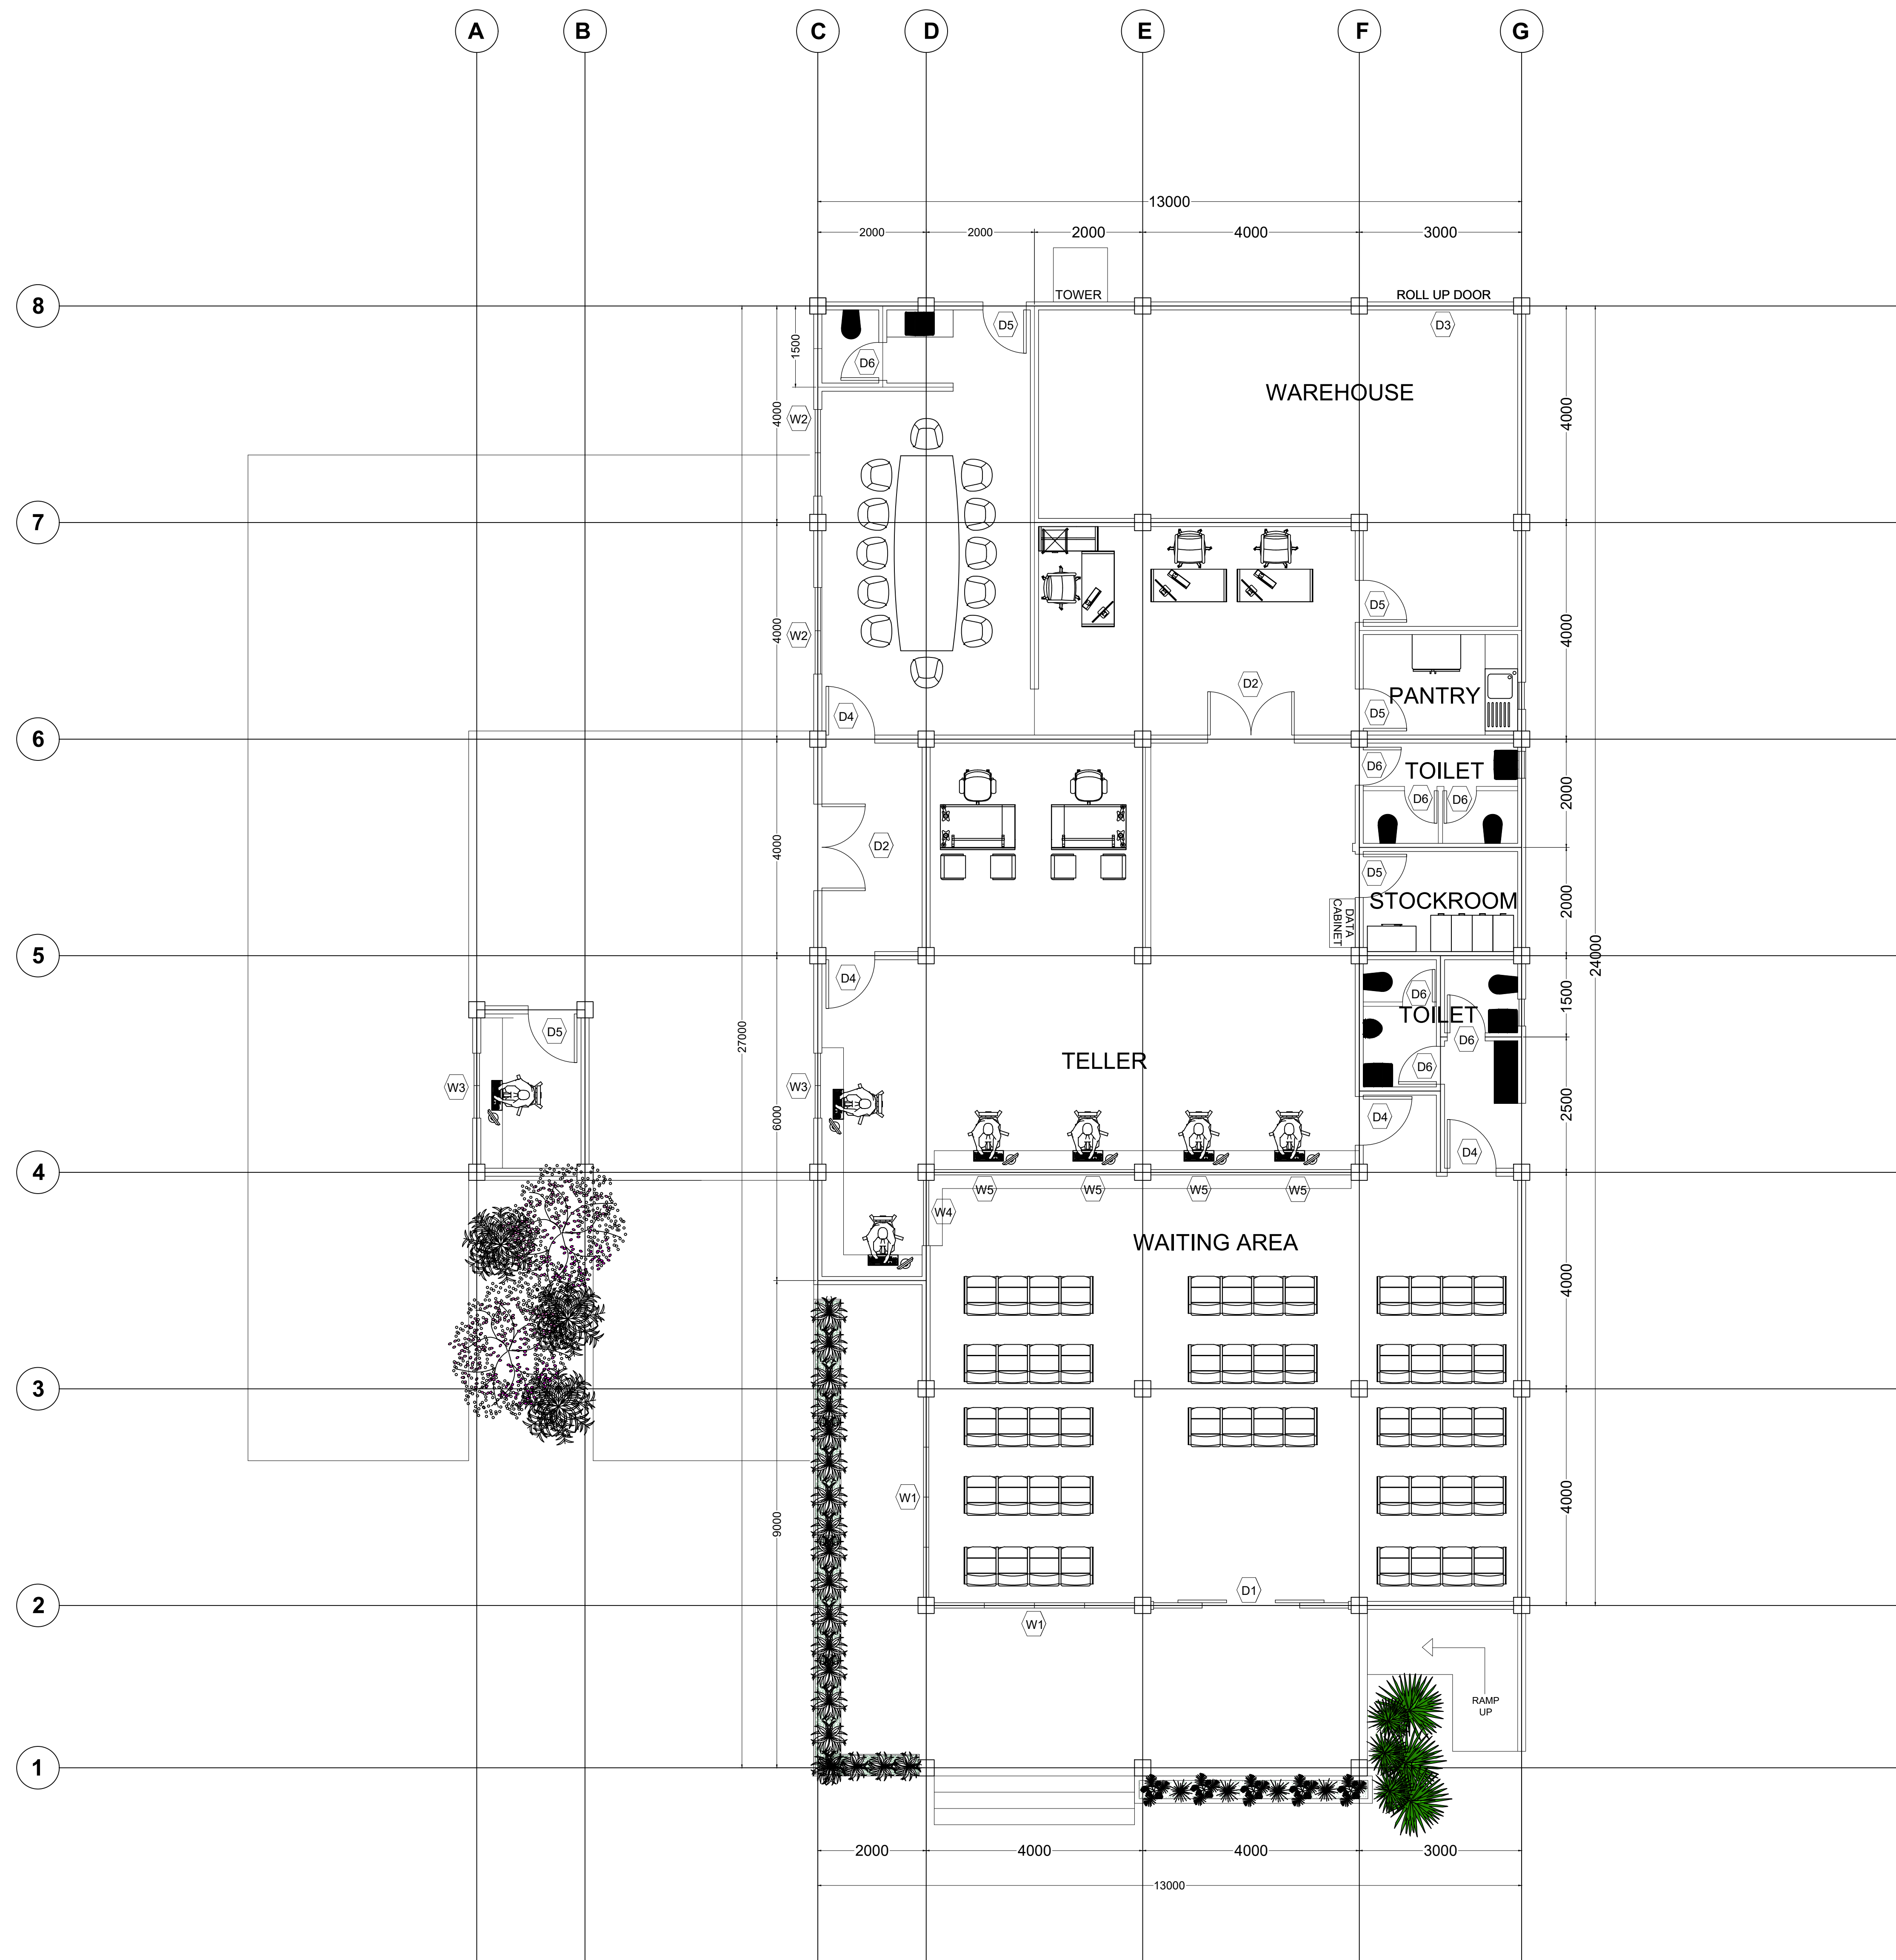 A B C D E F G
13000
2000 2000 2000 4000 3000
8
TOWER
ROLL UP DOOR
D5
D3
1500
D6
WAREHOUSE
4000
W2
4000
7
D5
4000
W2
4000
D2
PANTRY
D4
D5
6
D6
TOILET
D6
D6
2000
D2
4000
D5
STOCKROOM
2000
DATA
CABINET
5
24000
D4
D6
1500
TOILET
D5
D6
27000
TELLER
D6
W3
W3
6000
D4
2500
D4
4
W5
W5
W5
W5
W4
WAITING AREA
4000
3
W1
9000
4000
D1
2
W1
RAMP
UP
1
2000 4000 4000 3000
13000